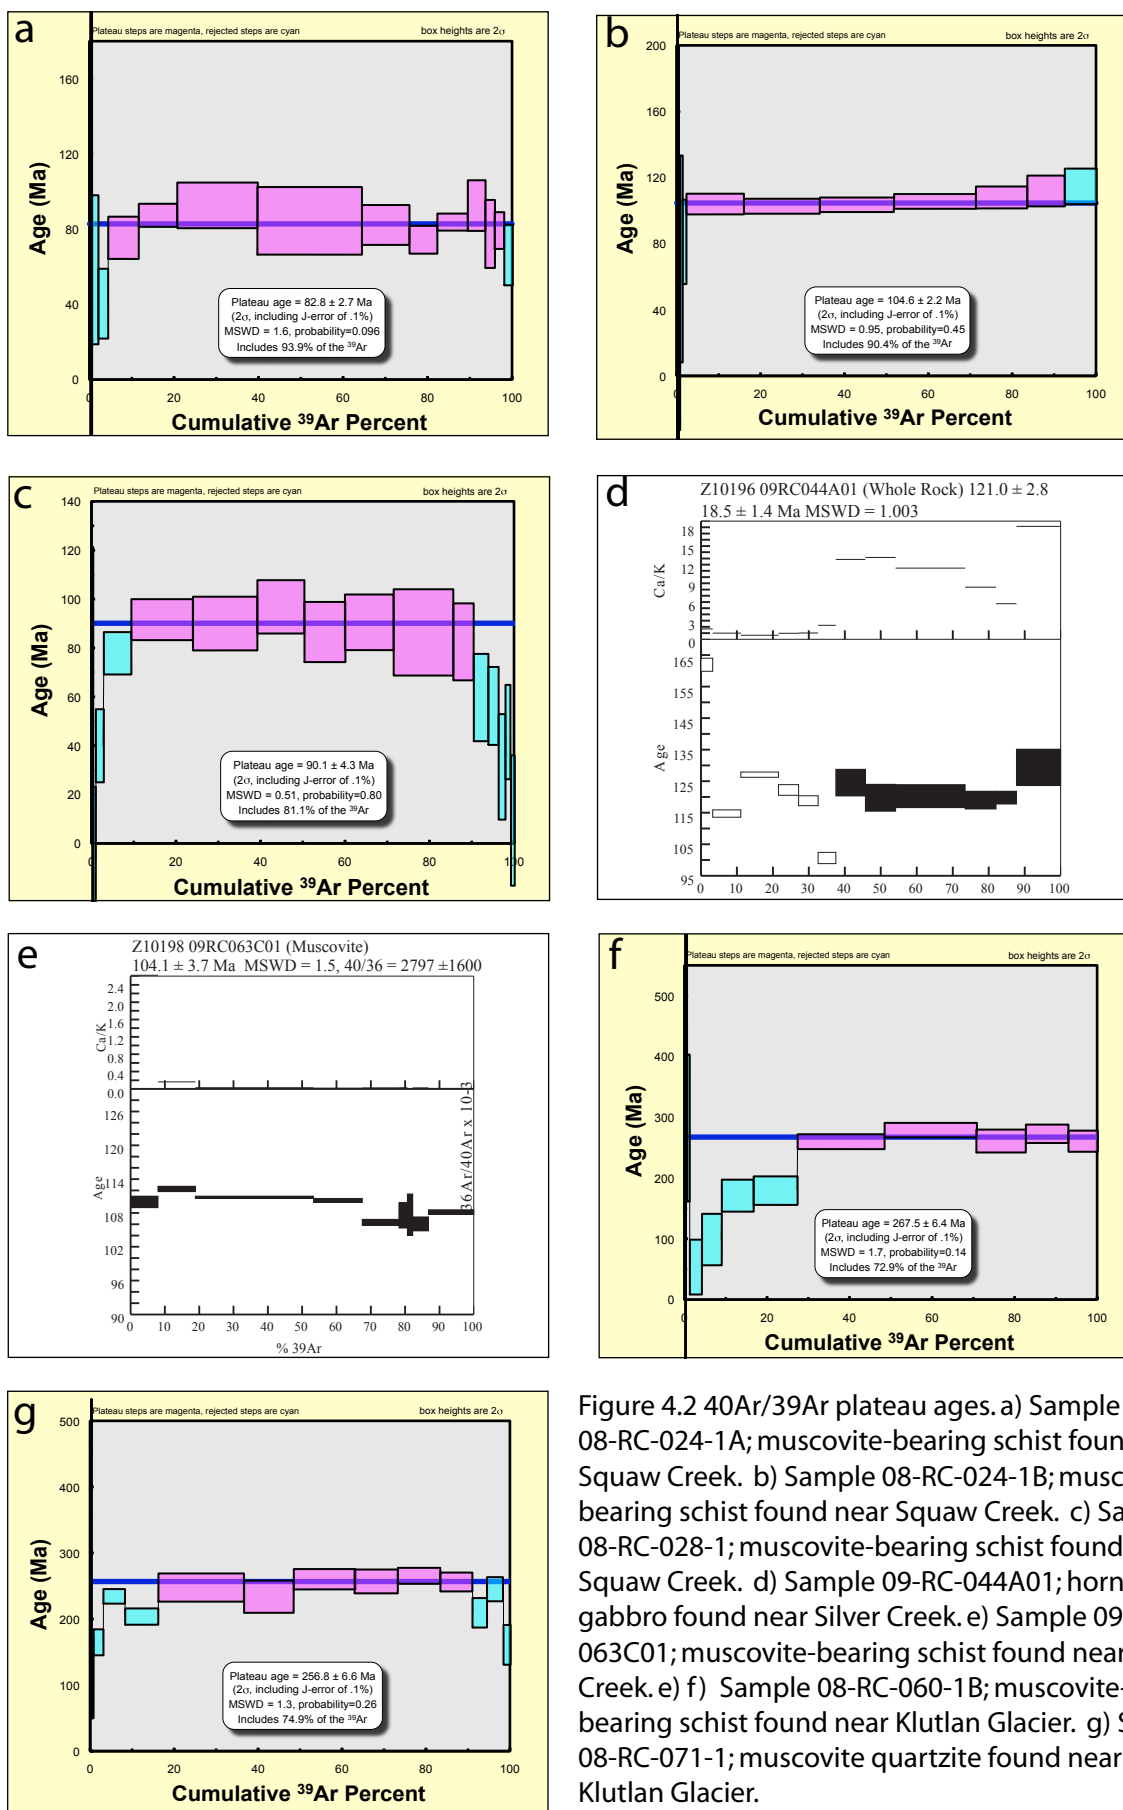 a
Plateau steps are magenta, rejected steps are cyan
box heights are 2σ
160
120
80
40
0
Age (Ma)
Plateau age = 82.8 ± 2.7 Ma
(2σ, including J-error of .1%)
MSWD = 1.6, probability=0.096
Includes 93.9% of the ³⁹Ar
0 20 40 60 80 100
Cumulative ³⁹Ar Percent
b
Plateau steps are magenta, rejected steps are cyan
box heights are 2σ
200
160
120
80
40
0
Age (Ma)
Plateau age = 104.6 ± 2.2 Ma
(2σ, including J-error of .1%)
MSWD = 0.95, probability=0.45
Includes 90.4% of the ³⁹Ar
0 20 40 60 80 100
Cumulative ³⁹Ar Percent
c
Plateau steps are magenta, rejected steps are cyan
box heights are 2σ
140
120
100
80
60
40
20
0
Age (Ma)
Plateau age = 90.1 ± 4.3 Ma
(2σ, including J-error of .1%)
MSWD = 0.51, probability=0.80
Includes 81.1% of the ³⁹Ar
0 20 40 60 80 100
Cumulative ³⁹Ar Percent
d
Z10196 09RC044A01 (Whole Rock) 121.0 ± 2.8
18.5 ± 1.4 Ma MSWD = 1.003
18
15
12
9
6
3
0
Ca/K
165
155
145
135
125
115
105
95
Age
0 10 20 30 40 50 60 70 80 90 100
e
Z10198 09RC063C01 (Muscovite)
104.1 ± 3.7 Ma MSWD = 1.5, 40/36 = 2797 ±1600
2.4
2.0
1.6
1.2
0.8
0.4
0.0
Ca/K
126
120
114
108
102
96
90
Age
36Ar/40Ar x 10-3
0 10 20 30 40 50 60 70 80 90 100
% 39Ar
f
Plateau steps are magenta, rejected steps are cyan
box heights are 2σ
500
400
300
200
100
0
Age (Ma)
Plateau age = 267.5 ± 6.4 Ma
(2σ, including J-error of .1%)
MSWD = 1.7, probability=0.14
Includes 72.9% of the ³⁹Ar
0 20 40 60 80 100
Cumulative ³⁹Ar Percent
g
Plateau steps are magenta, rejected steps are cyan
box heights are 2σ
500
400
300
200
100
0
Age (Ma)
Plateau age = 256.8 ± 6.6 Ma
(2σ, including J-error of .1%)
MSWD = 1.3, probability=0.26
Includes 74.9% of the ³⁹Ar
0 20 40 60 80 100
Cumulative ³⁹Ar Percent
Figure 4.2 40Ar/39Ar plateau ages. a) Sample
08-RC-024-1A; muscovite-bearing schist foun
Squaw Creek. b) Sample 08-RC-024-1B; musc
bearing schist found near Squaw Creek. c) Sa
08-RC-028-1; muscovite-bearing schist found
Squaw Creek. d) Sample 09-RC-044A01; horn
gabbro found near Silver Creek. e) Sample 09
063C01; muscovite-bearing schist found near
Creek. e) f) Sample 08-RC-060-1B; muscovite-
bearing schist found near Klutlan Glacier. g) S
08-RC-071-1; muscovite quartzite found near
Klutlan Glacier.